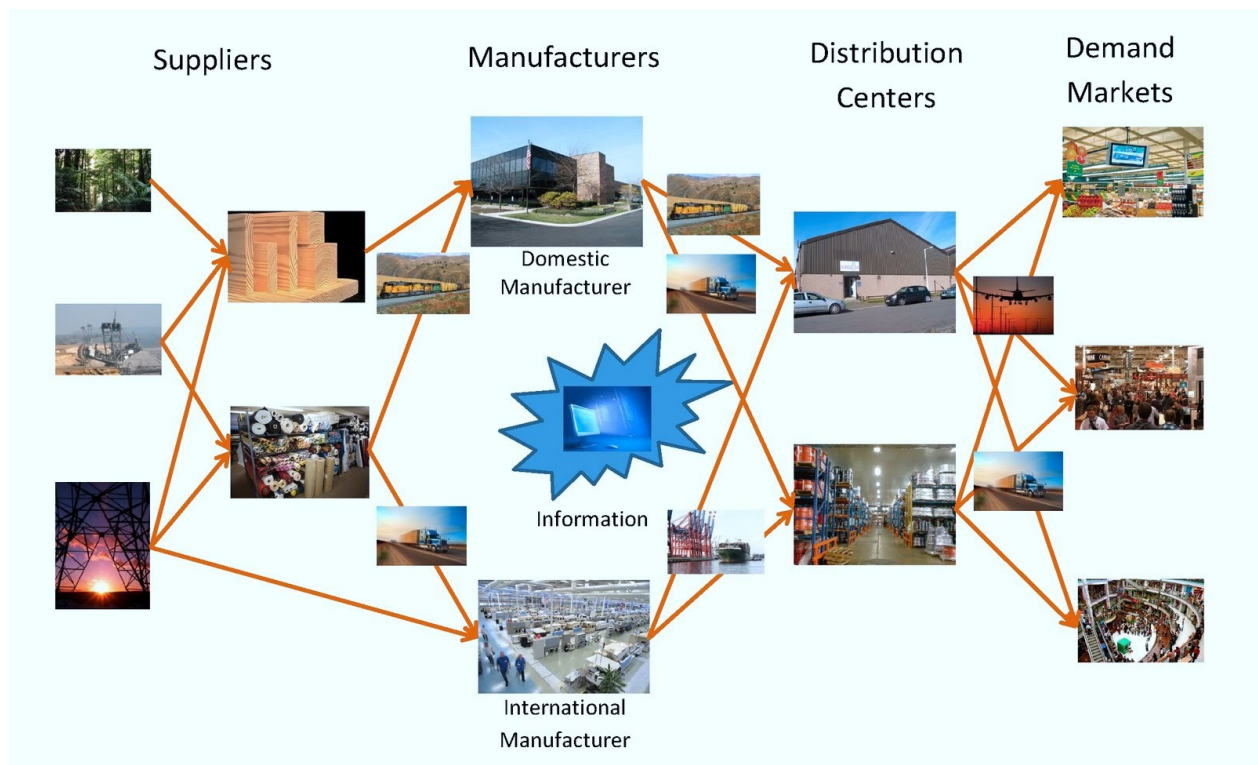 Suppliers
Manufacturers
Distribution
Centers
Demand
Markets
Domestic
Manufacturer
Information
International
Manufacturer